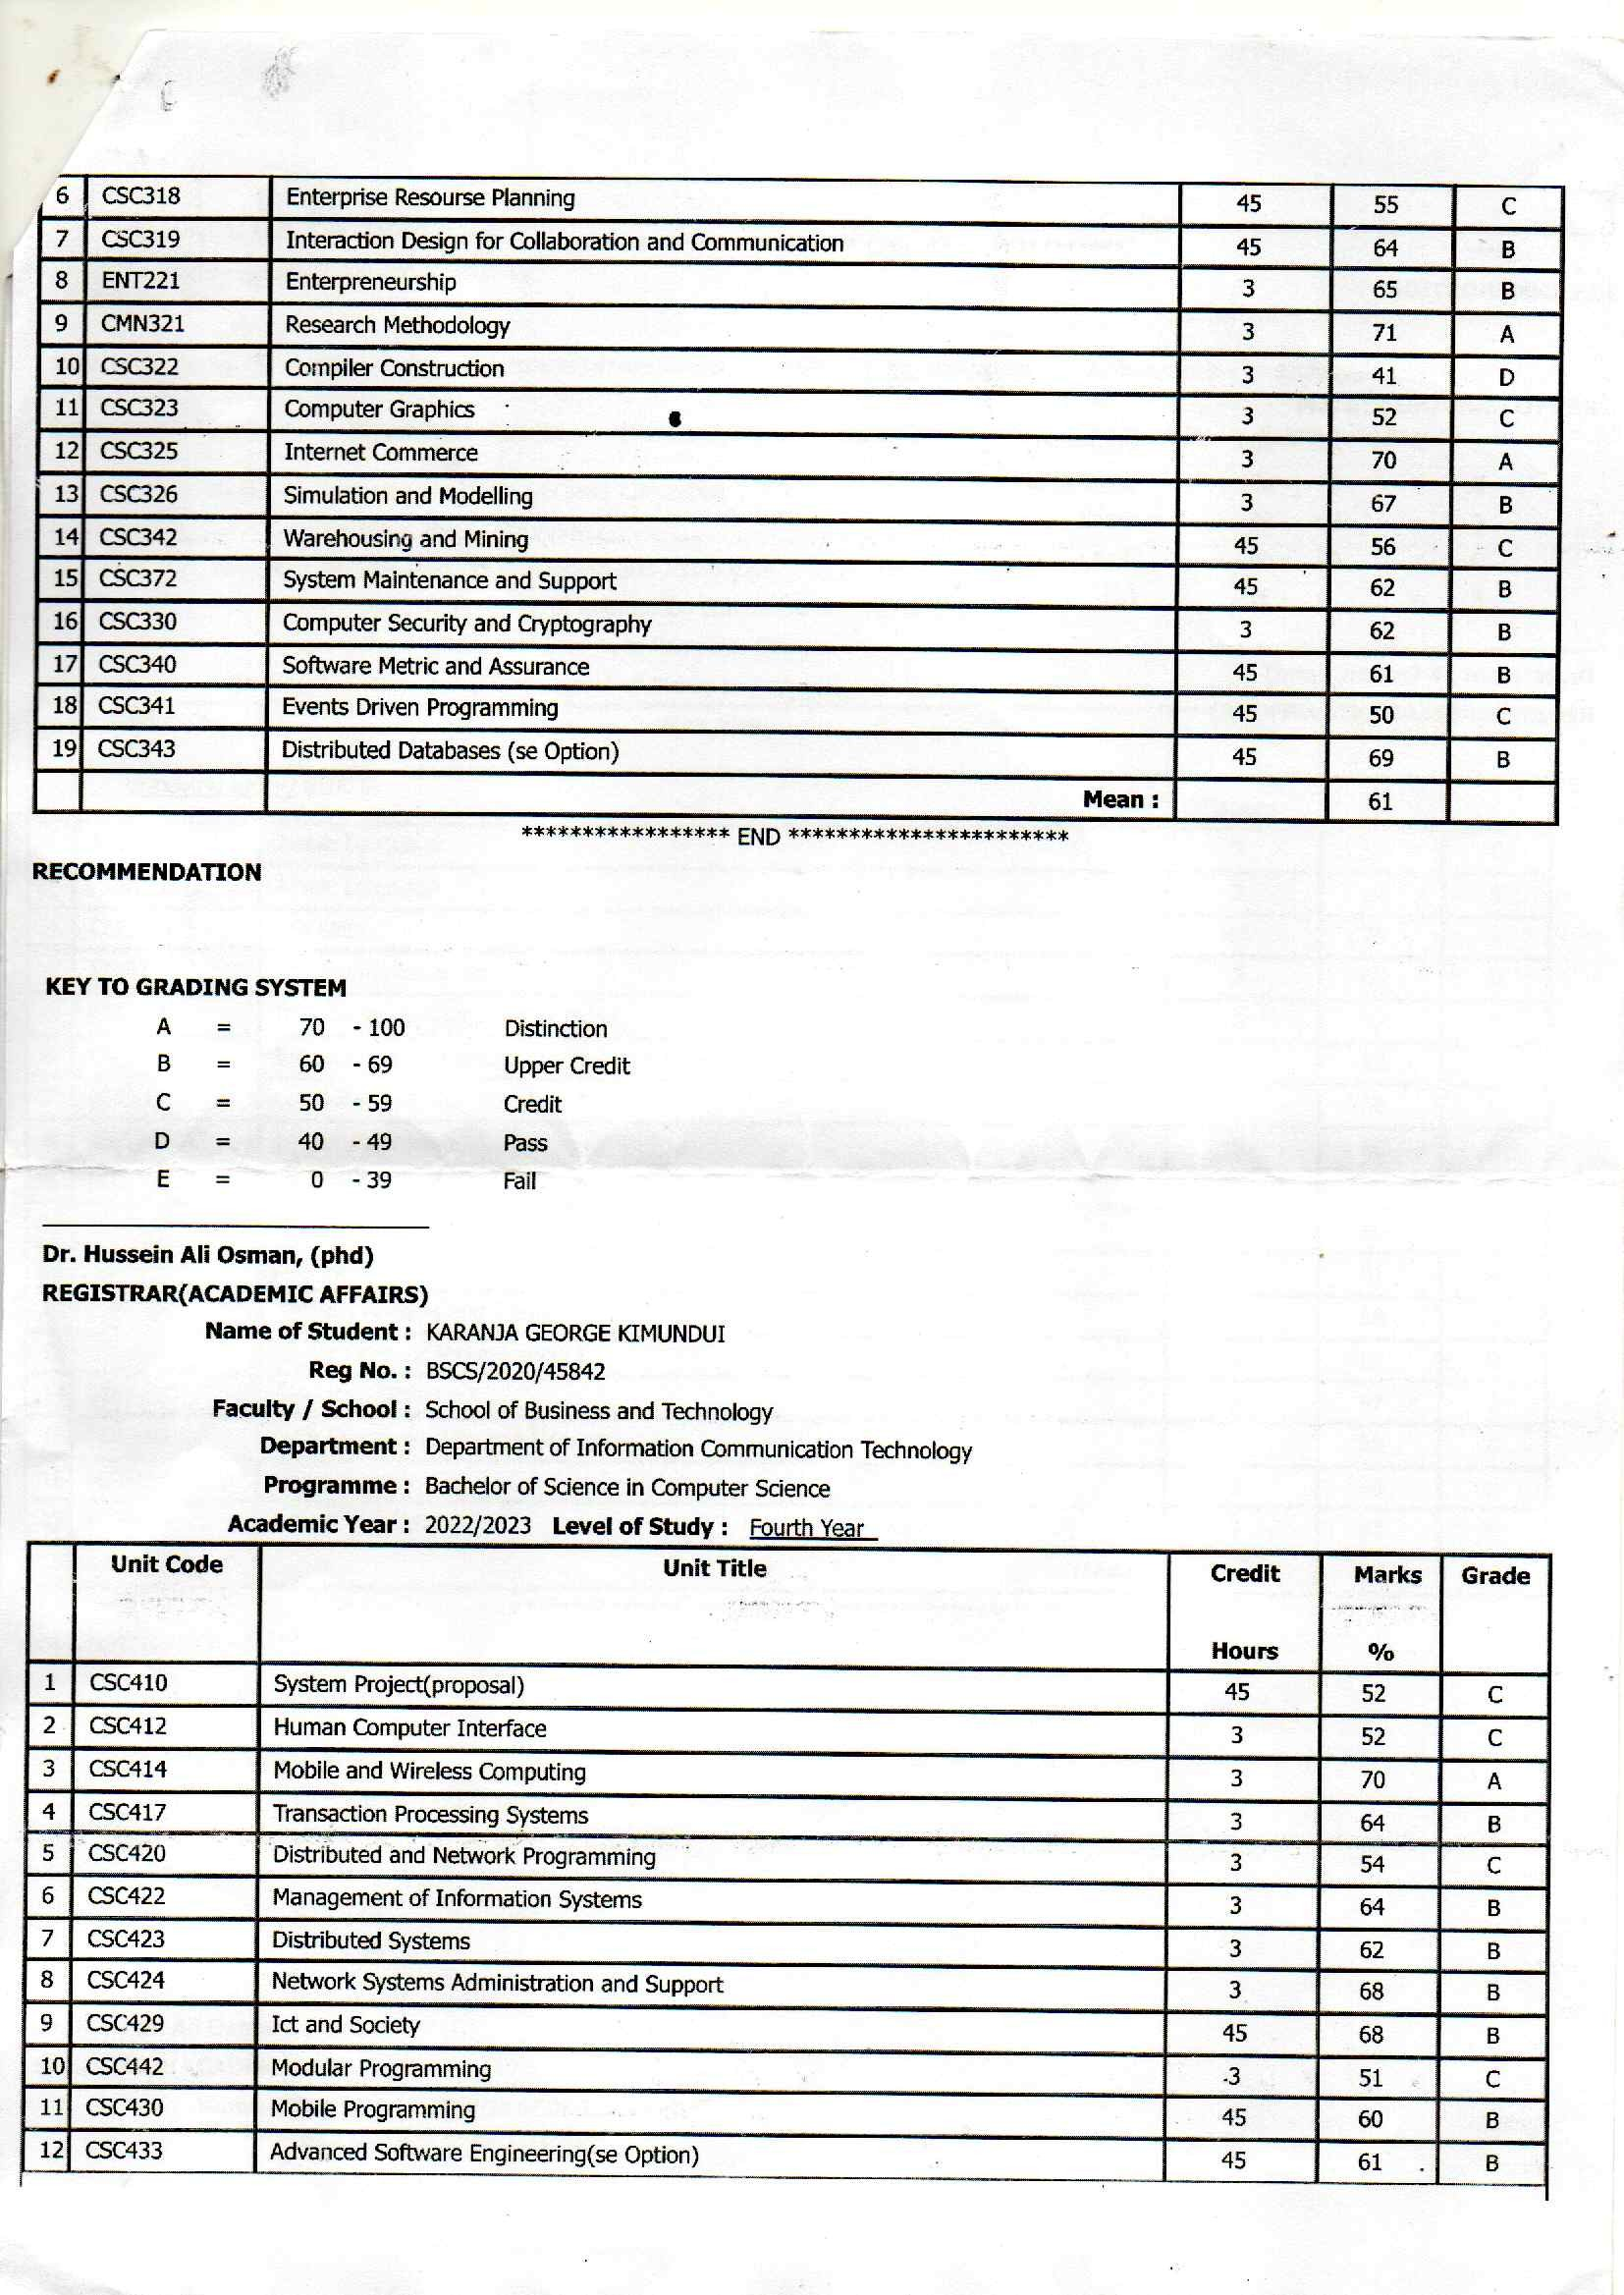 6 CSC318 Enterprise Resourse Planning 45 55 C
7 CSC319 Interaction Design for Collaboration and Communication 45 64 B
8 ENT221 Enterpreneurship 3 65 B
9 CMN321 Research Methodology 3 71 A
10 CSC322 Compiler Construction 3 41 D
11 CSC323 Computer Graphics 3 52 C
12 CSC325 Internet Commerce 3 70 A
13 CSC326 Simulation and Modelling 3 67 B
14 CSC342 Warehousing and Mining 45 56 C
15 CSC372 System Maintenance and Support 45 62 B
16 CSC330 Computer Security and Cryptography 3 62 B
17 CSC340 Software Metric and Assurance 45 61 B
18 CSC341 Events Driven Programming 45 50 C
19 CSC343 Distributed Databases (se Option) 45 69 B
Mean : 61
***************** END ***********************
RECOMMENDATION
KEY TO GRADING SYSTEM
A = 70 - 100 Distinction
B = 60 - 69 Upper Credit
C = 50 - 59 Credit
D = 40 - 49 Pass
E = 0 - 39 Fail
Dr. Hussein Ali Osman, (phd)
REGISTRAR(ACADEMIC AFFAIRS)
Name of Student : KARANJA GEORGE KIMUNDUI
Reg No. : BSCS/2020/45842
Faculty / School : School of Business and Technology
Department : Department of Information Communication Technology
Programme : Bachelor of Science in Computer Science
Academic Year : 2022/2023 Level of Study : Fourth Year
Unit Code Unit Title Credit Marks Grade
Hours %
1 CSC410 System Project(proposal) 45 52 C
2 CSC412 Human Computer Interface 3 52 C
3 CSC414 Mobile and Wireless Computing 3 70 A
4 CSC417 Transaction Processing Systems 3 64 B
5 CSC420 Distributed and Network Programming 3 54 C
6 CSC422 Management of Information Systems 3 64 B
7 CSC423 Distributed Systems 3 62 B
8 CSC424 Network Systems Administration and Support 3 68 B
9 CSC429 Ict and Society 45 68 B
10 CSC442 Modular Programming 3 51 C
11 CSC430 Mobile Programming 45 60 B
12 CSC433 Advanced Software Engineering(se Option) 45 61 B